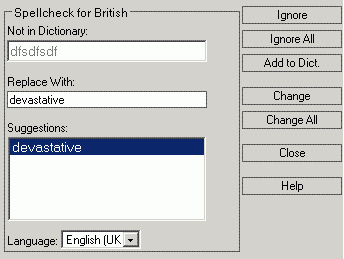 Spellcheck for British
Not in Dictionary:
dfsdfsdf
Replace With:
devastative
Suggestions:
devastative
Language: English (UK
Ignore
Ignore All
Add to Dict.
Change
Change All
Close
Help